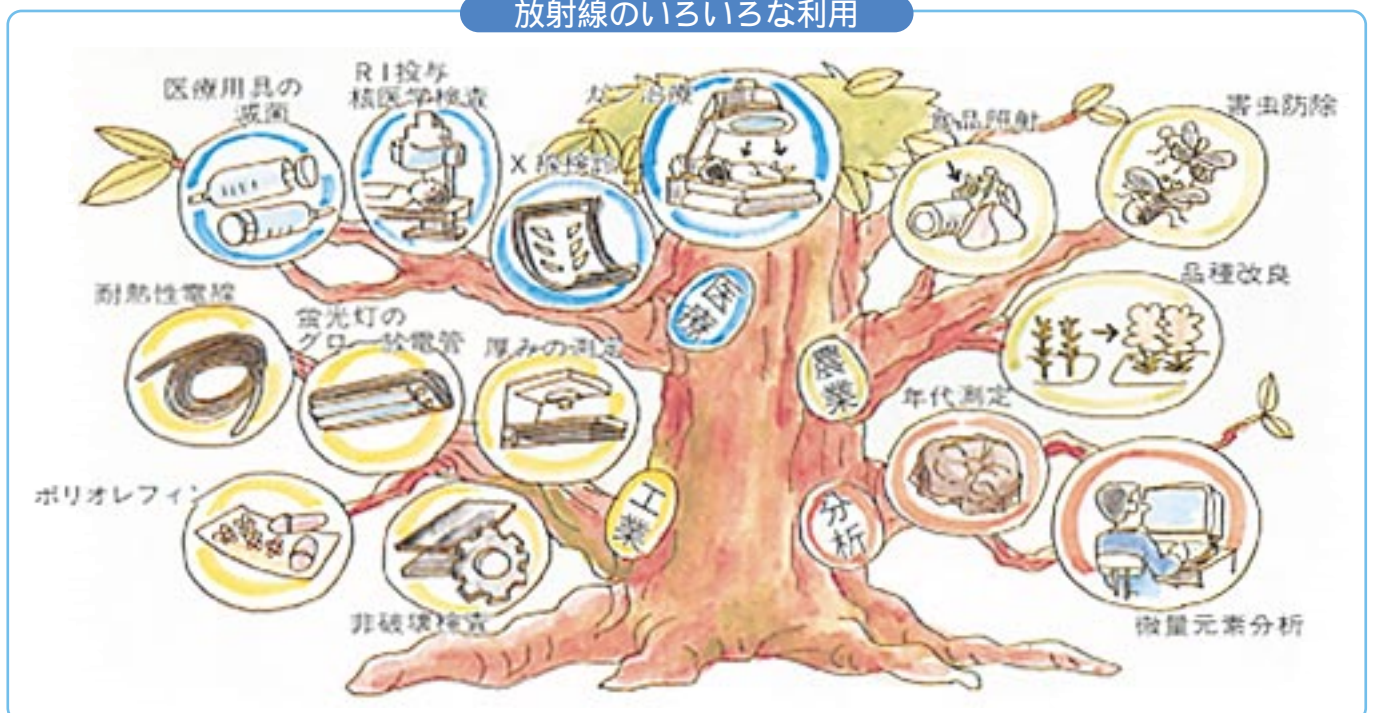 放射線のいろいろな利用
医療用具の
滅菌
RI投与
核医学検査
X線検診
治療
食品照射
害虫防除
医療
品種改良
耐熱性電線
蛍光灯の
グロー放電管
厚みの測定
農業
年代測定
ポリオレフィン
工業
分析
非破壊検査
微量元素分析